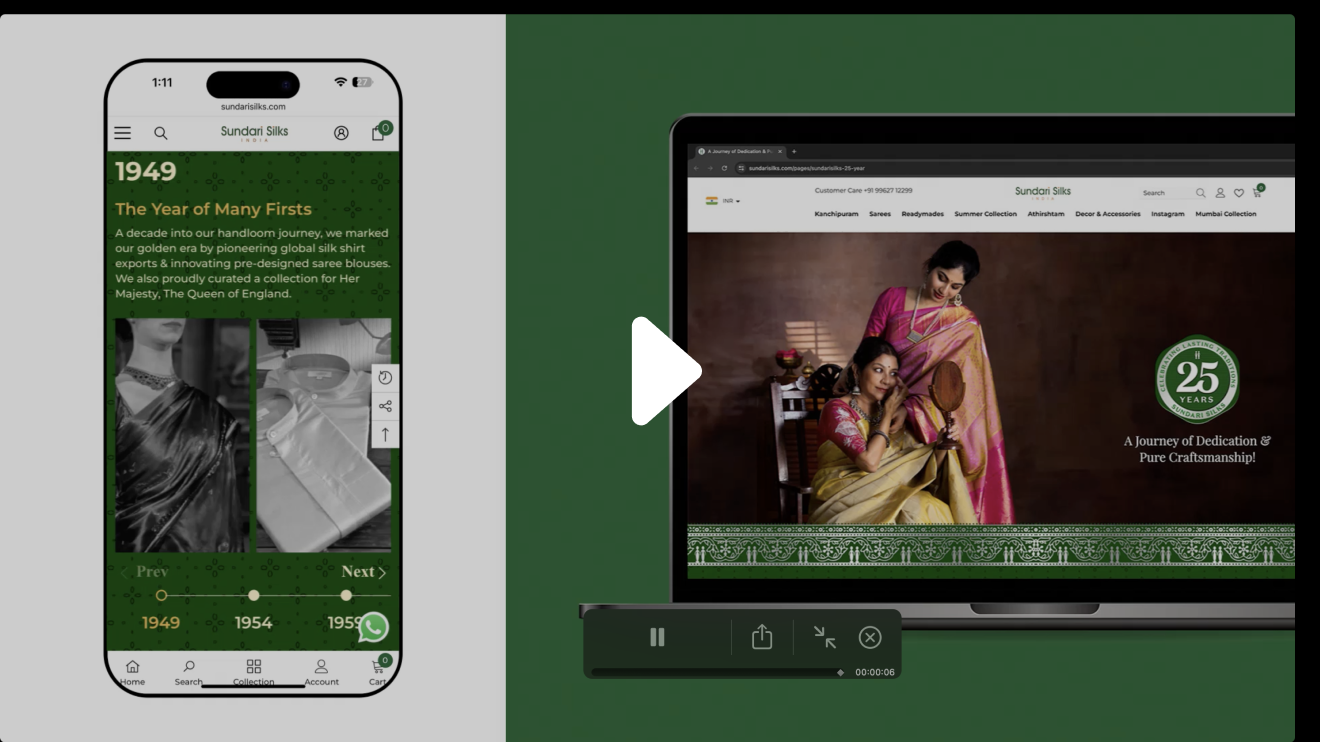 1:11
27
sundarisilks.com
Sundari Silks
INDIA
0
1949
The Year of Many Firsts
A decade into our handloom journey, we marked
our golden era by pioneering global silk shirt
exports & innovating pre-designed saree blouses.
We also proudly curated a collection for Her
Majesty, The Queen of England.
Prev
Next
1949
1954
1959
0
Home
Search
Collection
Account
Cart
A Journey of Dedication & P
sundarisilks.com/pages/sundarisilks-25-year
Customer Care +91 99627 12299
Sundari Silks
INDIA
Search
0
INR
Kanchipuram Sarees Readymades Summer Collection Athirshtam Decor & Accessories Instagram Mumbai Collection
CELEBRATING LASTING TRADITIONS
25
YEARS
SUNDARI SILKS
A Journey of Dedication &
Pure Craftsmanship!
00:00:06